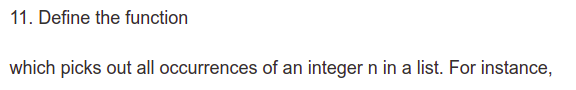 11. Define the function
which picks out all occurrences of an integer n in a list. For instance,